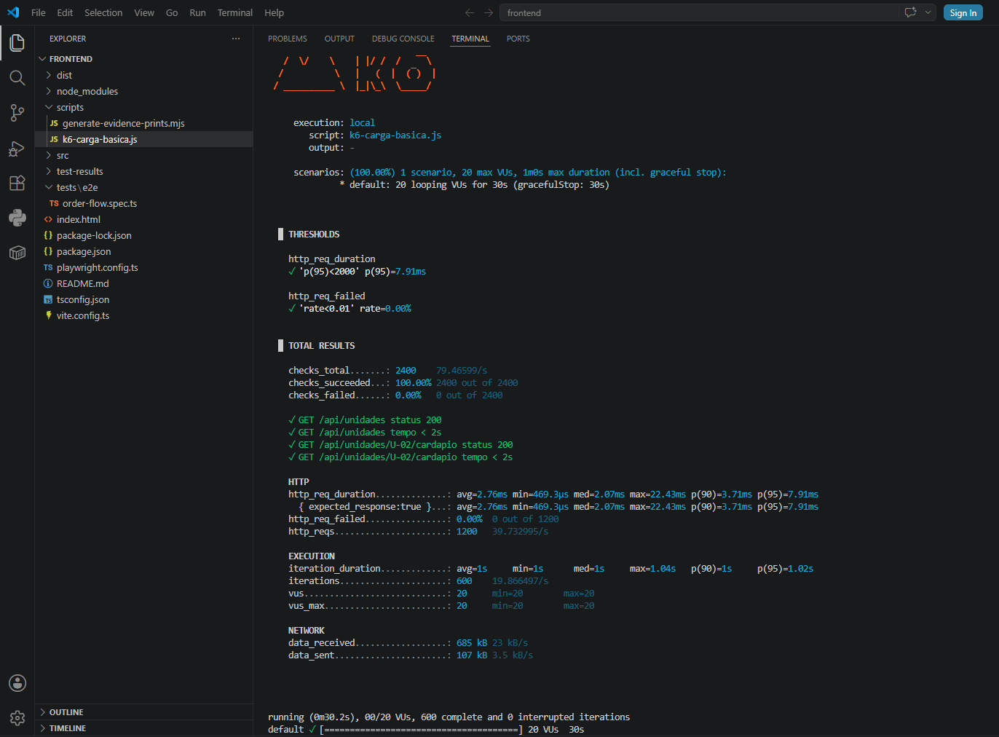 File Edit Selection View Go Run Terminal Help
frontend
Sign In
EXPLORER
FRONTEND
dist
node_modules
scripts
JS generate-evidence-prints.mjs
JS k6-carga-basica.js
src
test-results
tests\e2e
TS order-flow.spec.ts
<> index.html
{} package-lock.json
{} package.json
TS playwright.config.ts
README.md
TS tsconfig.json
vite.config.ts
OUTLINE
TIMELINE
PROBLEMS OUTPUT DEBUG CONSOLE TERMINAL PORTS
execution: local
script: k6-carga-basica.js
output: -
scenarios: (100.00%) 1 scenario, 20 max VUs, 1m0s max duration (incl. graceful stop):
* default: 20 looping VUs for 30s (gracefulStop: 30s)
█ THRESHOLDS
http_req_duration
✓ 'p(95)<2000' p(95)=7.91ms
http_req_failed
✓ 'rate<0.01' rate=0.00%
█ TOTAL RESULTS
checks_total.......: 2400 79.46599/s
checks_succeeded...: 100.00% 2400 out of 2400
checks_failed......: 0.00% 0 out of 2400
✓ GET /api/unidades status 200
✓ GET /api/unidades tempo < 2s
✓ GET /api/unidades/U-02/cardapio status 200
✓ GET /api/unidades/U-02/cardapio tempo < 2s
HTTP
http_req_duration..............: avg=2.76ms min=469.3µs med=2.07ms max=22.43ms p(90)=3.71ms p(95)=7.91ms
{ expected_response:true }...: avg=2.76ms min=469.3µs med=2.07ms max=22.43ms p(90)=3.71ms p(95)=7.91ms
http_req_failed................: 0.00% 0 out of 1200
http_reqs......................: 1200 39.732995/s
EXECUTION
iteration_duration.............: avg=1s min=1s med=1s max=1.04s p(90)=1s p(95)=1.02s
iterations.....................: 600 19.866497/s
vus............................: 20 min=20 max=20
vus_max........................: 20 min=20 max=20
NETWORK
data_received..................: 685 kB 23 kB/s
data_sent......................: 107 kB 3.5 kB/s
running (0m30.2s), 00/20 VUs, 600 complete and 0 interrupted iterations
default ✓ [======================================] 20 VUs 30s